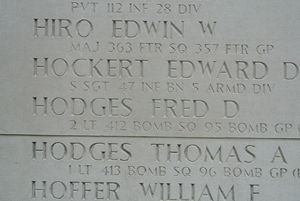 PVT 112 INF 28 DIV
HIRO EDWIN W
MAJ 363 FTR SQ 357 FTR GP
HOCKERT EDWARD D
S SGT 47 INF BN 5 ARMD DIV
HODGES FRED D
2 LT 412 BOMB SQ 95 BOMB GP (
HODGES THOMAS A
1 LT 413 BOMB SQ 96 BOMB GP (
HOFFER WILLIAM F